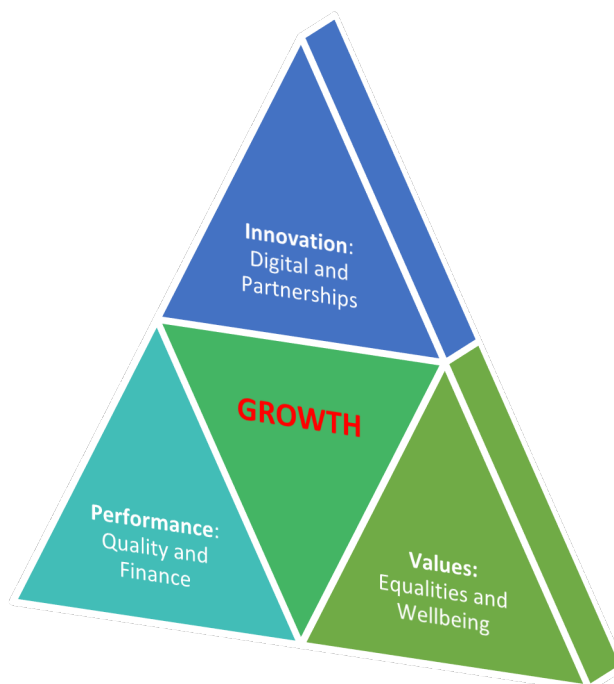 Innovation:
Digital and
Partnerships
GROWTH
Performance:
Quality and
Finance
Values:
Equalities and
Wellbeing